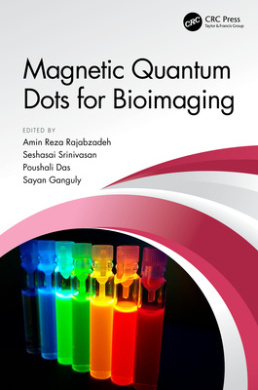 CRC
CRC Press
Taylor & Francis Group
Magnetic Quantum
Dots for Bioimaging
EDITED BY
Amin Reza Rajabzadeh
Seshasai Srinivasan
Poushali Das
Sayan Ganguly